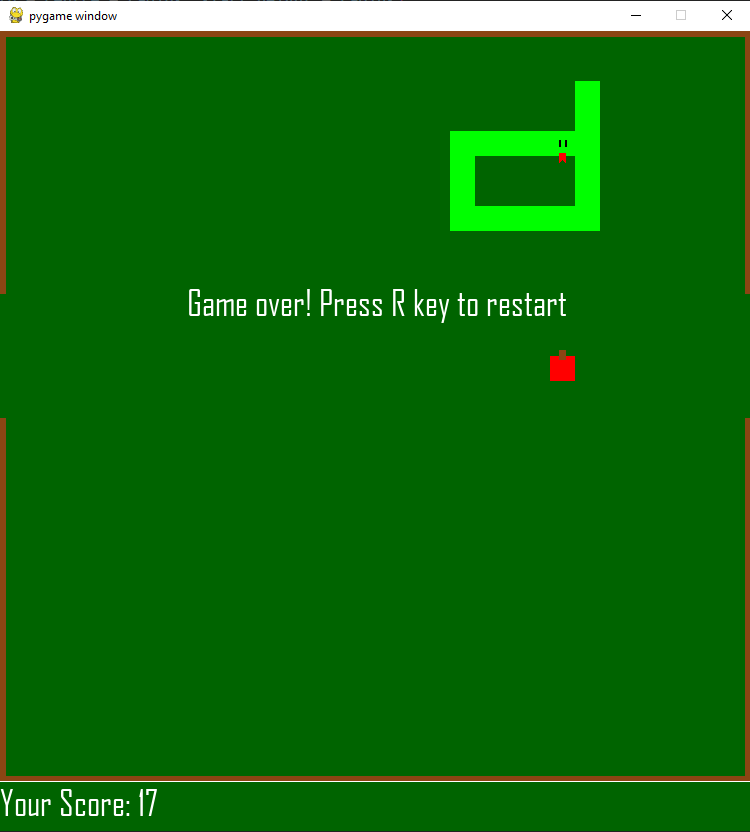 pygame window
Game over! Press R key to restart
Your Score: 17